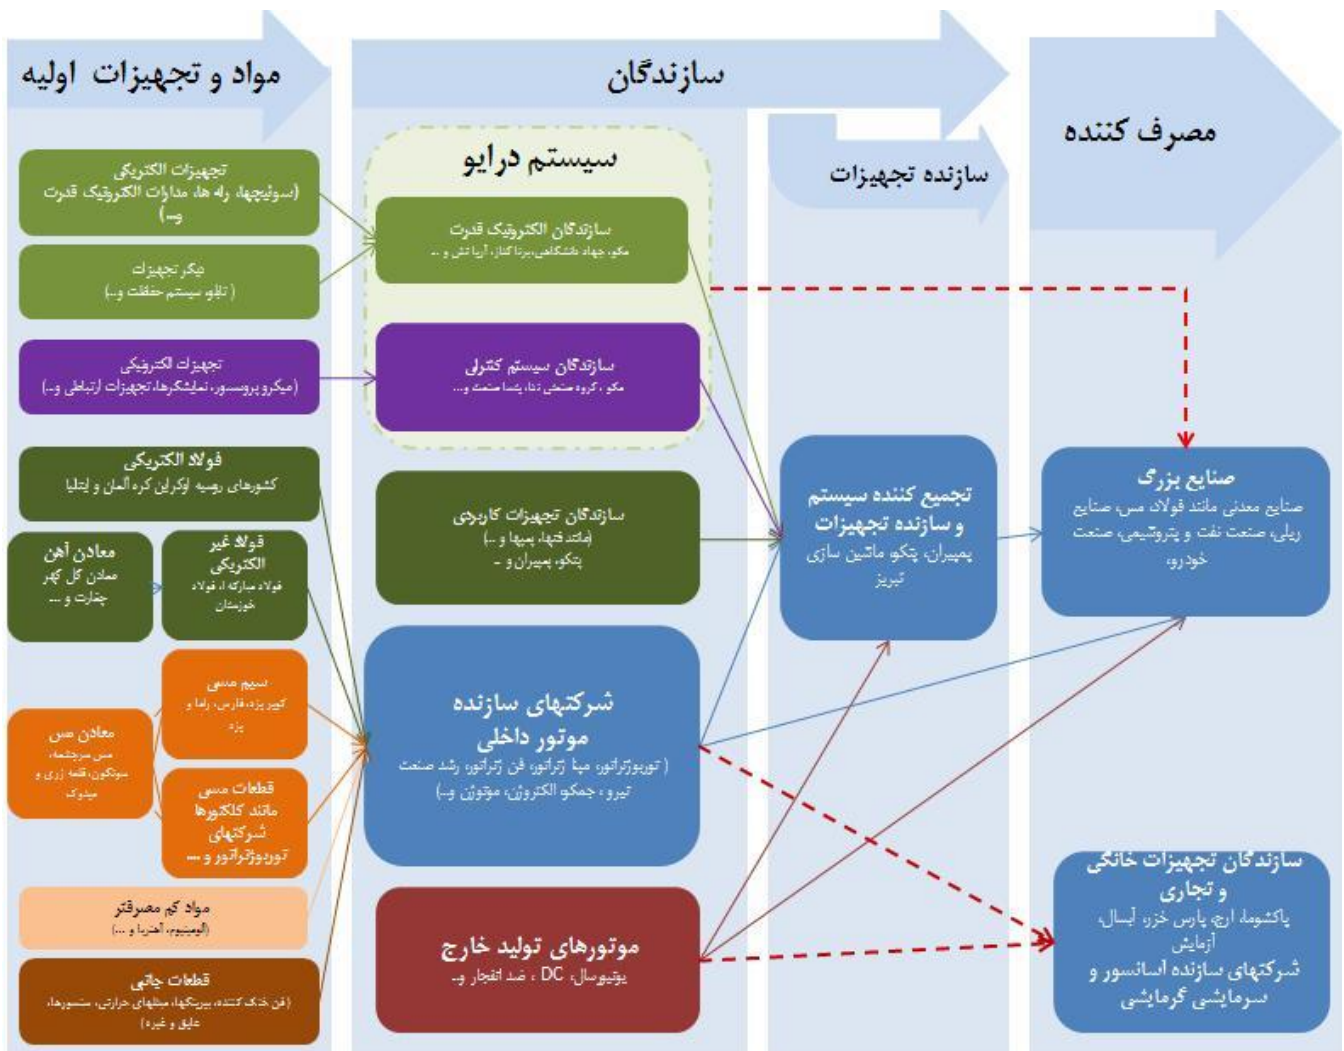 مواد و تجهیزات اولیه
سازندگان
مصرف کننده
سازنده تجهیزات
تجهیزات الکتریکی
(سوئیچها، رله ها، مدارات الکترونیک قدرت
و...)
دیگر تجهیزات
( تابلو، سیستم حفاظت و...)
تجهیزات الکترونیکی
(میکرو پروسسور، نمایشگرها، تجهیزات ارتباطی و...)
فولاد الکتریکی
کشورهای روسیه اوکراین کره آلمان و ایتالیا
فولاد غیر
الکتریکی
فولاد مبارکه ا، فولاد
خوزستان
معادن آهن
معادن گل گهر
چغارت و ...
سیم مسی
کویر یزد، فارس، راما و
یزد
معادن مس
مس سرچشمه،
سونگون، قلعه زری و
میدوک
قطعات مسی
مانند کلکتورها
شرکتهای
توربوژنراتور و ....
مواد کم مصرفتر
(آلومینیوم، آهنربا و ...)
قطعات جانبی
(فن خنک کننده، بیرینگها، مبدلهای حرارتی، سنسورها،
عایق و غیره)
سیستم درایو
سازندگان الکترونیک قدرت
مکو، جهاد دانشگاهی، پرتا کناز، آریا تش و ...
سازندگان سیستم کنترلی
مکو ، گروه صنعتی صنعت و...
سازندگان تجهیزات کاربردی
(مانند فنها، پمپها و ...)
پتکو، پمپیران و ..
شرکتهای سازنده
موتور داخلی
( توربوژنراتور، مپنا ژنراتور، فن ژنراتور، رشد صنعت
نیرو ، جمکو، الکتروژن، موتوژن و...)
موتورهای تولید خارج
یونیورسال، DC ، ضد انفجار و..
تجمیع کننده سیستم
و سازنده تجهیزات
پمپیران، پتکو، ماشین سازی
تبریز
صنایع بزرگ
صنایع معدنی مانند فولاد، مس، صنایع
ریلی، صنعت نفت و پتروشیمی، صنعت
خودرو،
سازندگان تجهیزات خانگی
و تجاری
پاکشوما، ارج، پارس خزر، آبسال،
آزمایش
شرکتهای سازنده آسانسور و
سرمایشی گرمایشی